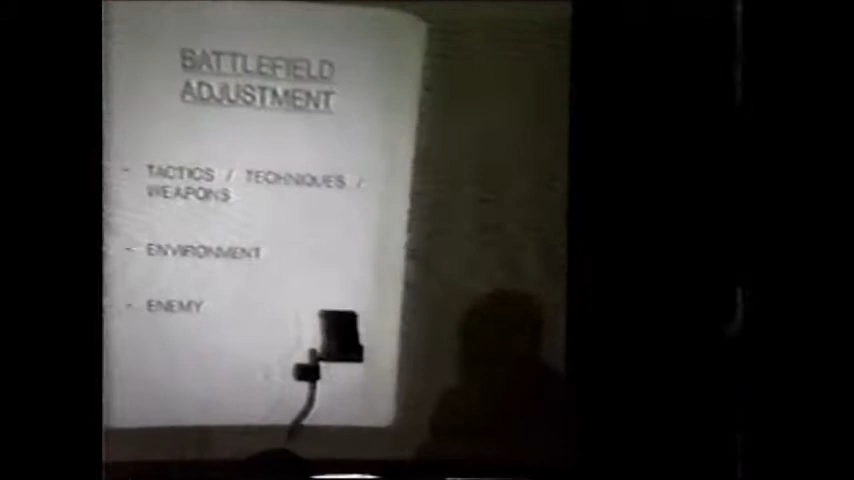 BATTLEFIELD
ADJUSTMENT
- TACTICS / TECHNIQUES /
WEAPONS
- ENVIRONMENT
- ENEMY